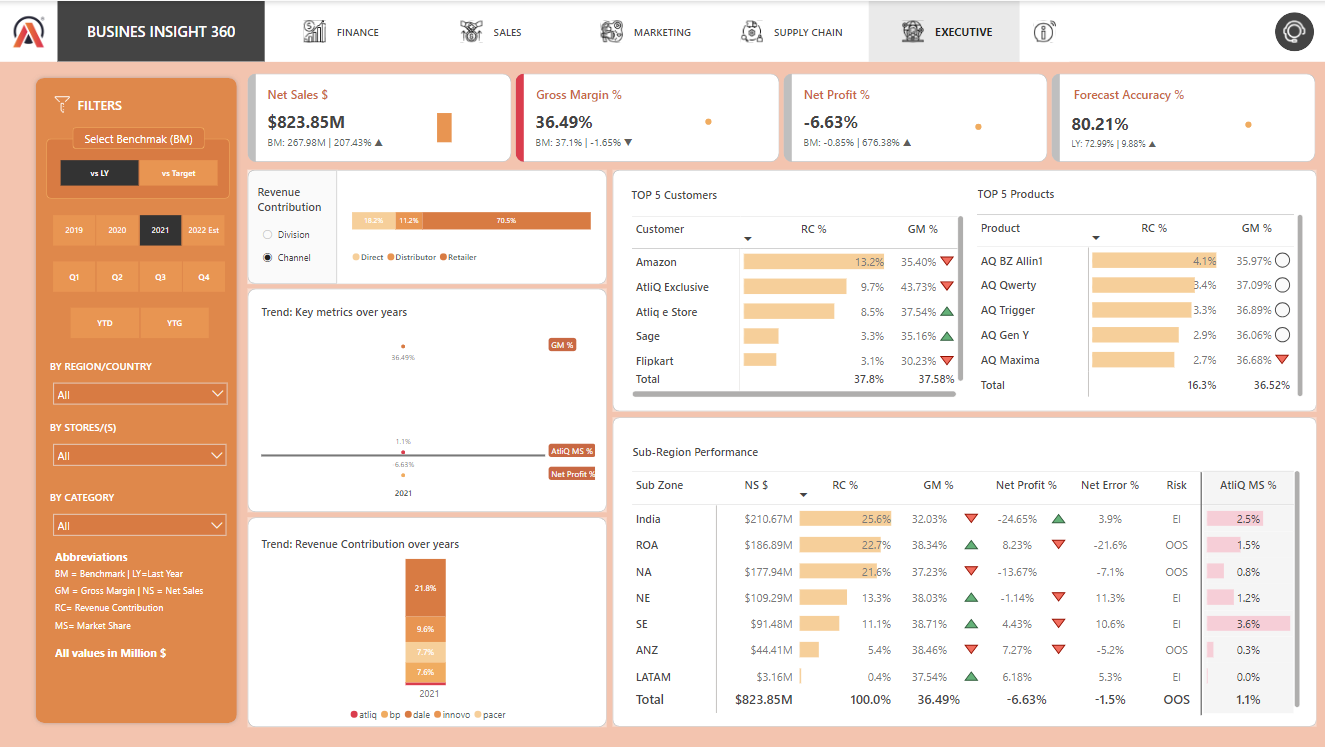 BUSINES INSIGHT 360
FINANCE
SALES
MARKETING
SUPPLY CHAIN
EXECUTIVE
FILTERS
Select Benchmak (BM)
vs LY
vs Target
2019
2020
2021
2022 Est
Q1
Q2
Q3
Q4
YTD
YTG
BY REGION/COUNTRY
All
BY STORES/(S)
All
BY CATEGORY
All
Abbreviations
BM = Benchmark | LY=Last Year
GM = Gross Margin | NS = Net Sales
RC= Revenue Contribution
MS= Market Share
All values in Million $
Net Sales $
$823.85M
BM: 267.98M | 207.43%
Gross Margin %
36.49%
BM: 37.1% | -1.65%
Net Profit %
-6.63%
BM: -0.85% | 676.38%
Forecast Accuracy %
80.21%
LY: 72.99% | 9.88%
Revenue
Contribution
Division
Channel
18.2% 11.2% 70.5%
Direct Distributor Retailer
Trend: Key metrics over years
GM %
36.49%
1.1%
AtliQ MS %
6.63%
Net Profit %
2021
Trend: Revenue Contribution over years
21.8%
9.6%
7.7%
7.6%
2021
atliq bp dale innovo pacer
TOP 5 Customers
Customer RC % GM %
Amazon 13.2% 35.40%
AtliQ Exclusive 9.7% 43.73%
Atliq e Store 8.5% 37.54%
Sage 3.3% 35.16%
Flipkart 3.1% 30.23%
Total 37.8% 37.58%
TOP 5 Products
Product RC % GM %
AQ BZ Allin1 4.1% 35.97%
AQ Qwerty 3.4% 37.09%
AQ Trigger 3.3% 36.89%
AQ Gen Y 2.9% 36.06%
AQ Maxima 2.7% 36.68%
Total 16.3% 36.52%
Sub-Region Performance
Sub Zone NS $ RC % GM % Net Profit % Net Error % Risk AtliQ MS %
India $210.67M 25.6% 32.03% -24.65% 3.9% EI 2.5%
ROA $186.89M 22.7% 38.34% 8.23% -21.6% OOS 1.5%
NA $177.94M 21.6% 37.23% -13.67% -7.1% OOS 0.8%
NE $109.29M 13.3% 38.03% -1.14% 11.3% EI 1.2%
SE $91.48M 11.1% 38.71% 4.43% 10.6% EI 3.6%
ANZ $44.41M 5.4% 38.46% 7.27% -5.2% OOS 0.3%
LATAM $3.16M 0.4% 37.54% 6.18% 5.3% EI 0.0%
Total $823.85M 100.0% 36.49% -6.63% -1.5% OOS 1.1%